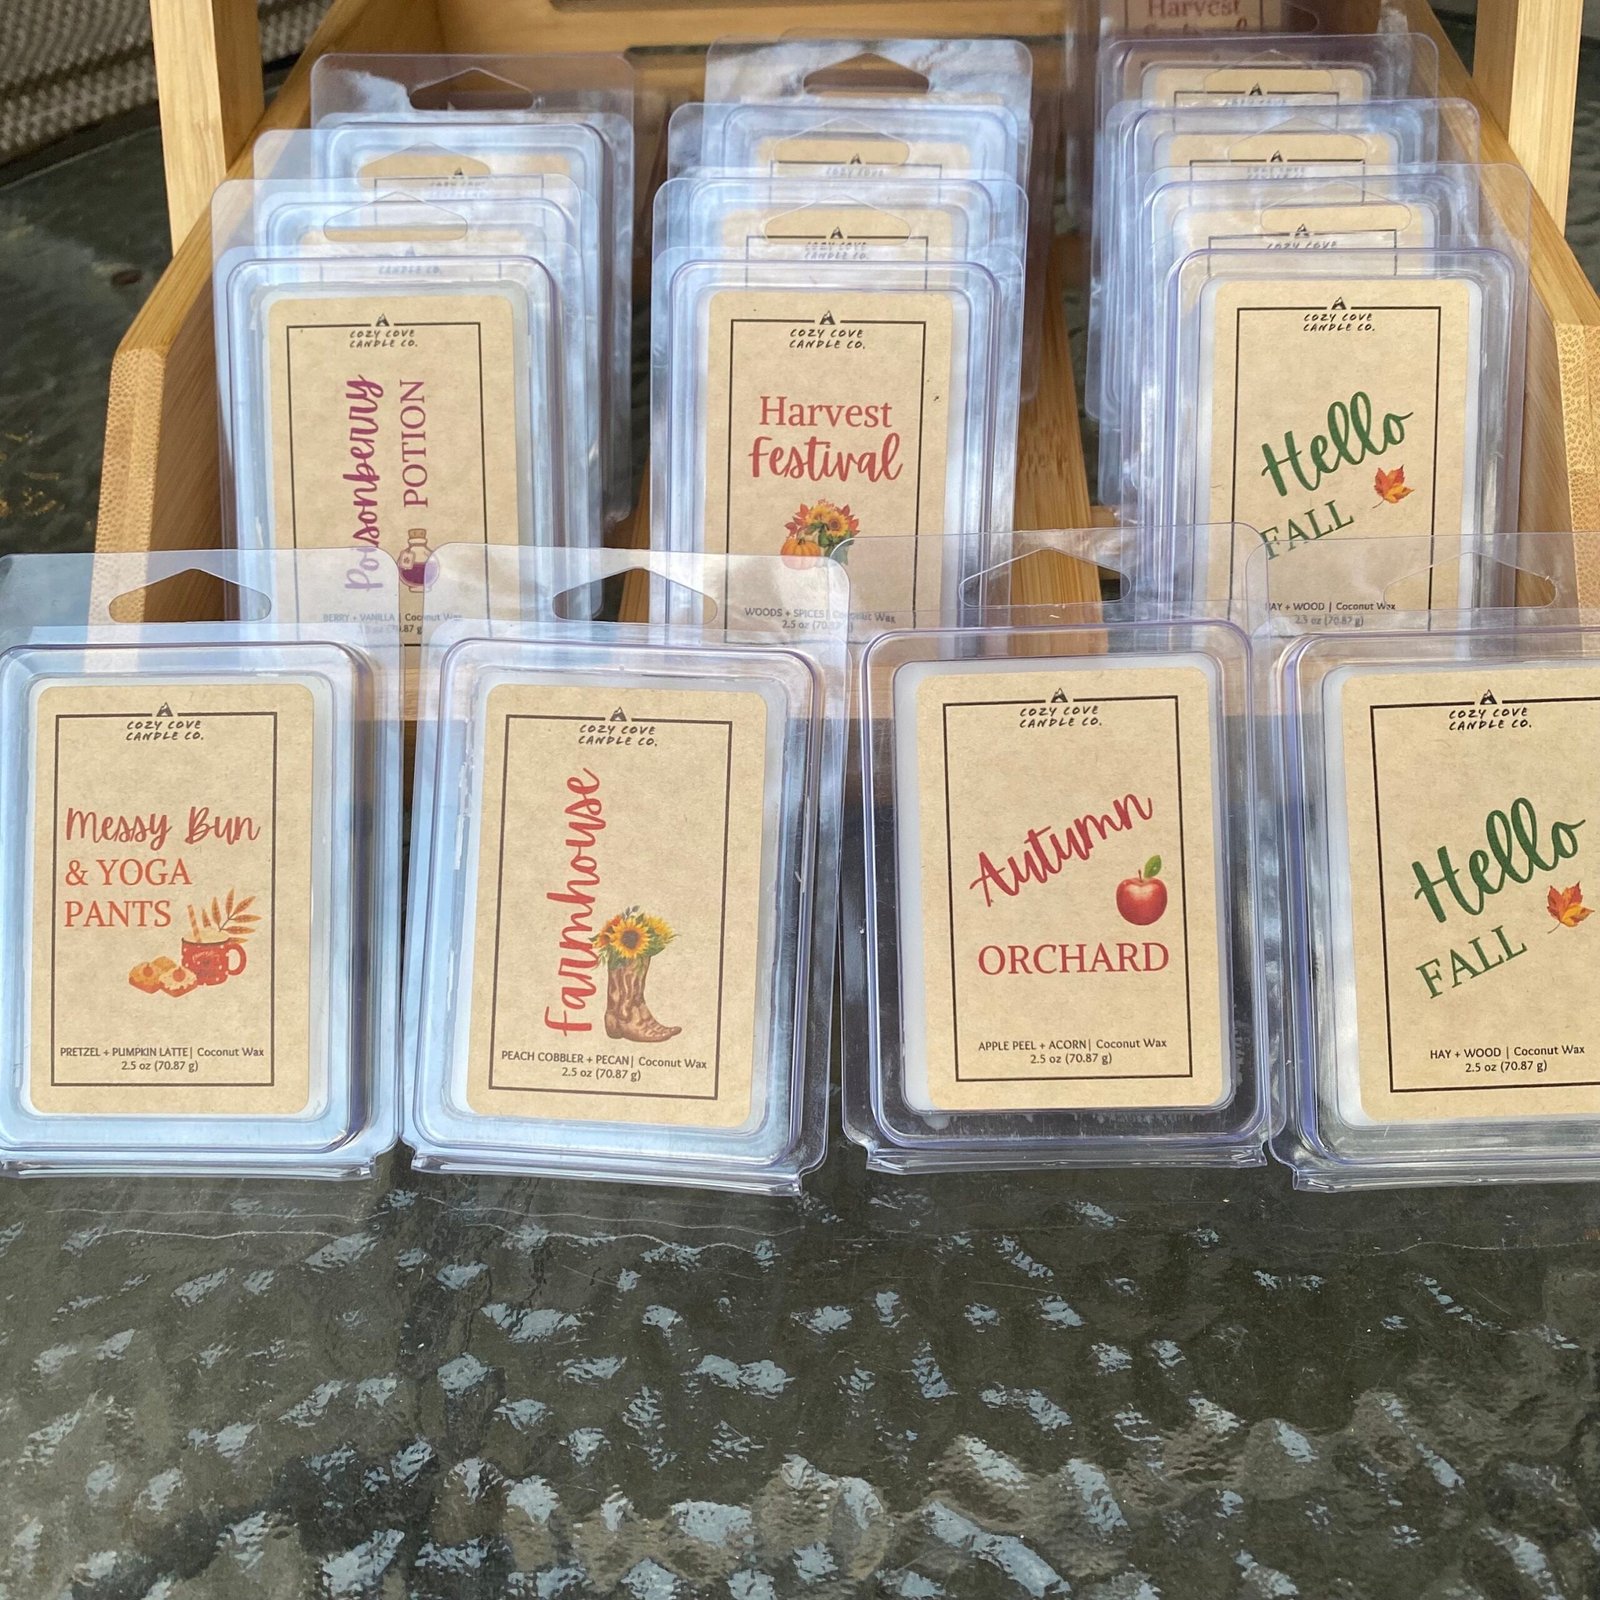 Harvest
COZY COVE
COZY COVE
CANDLE CO.
Poisonberry
POTION
BERRY + VANILLA | Coconut Wax
COZY COVE
CANDLE CO.
Harvest
Festival
WOODS + SPICES | Coconut Wax
2.5 oz (70.87 g)
COZY COVE
CANDLE CO.
Hello
FALL
HAY + WOOD | Coconut Wax
2.5 oz (70.87 g)
COZY COVE
CANDLE CO.
Messy Bun
& YOGA
PANTS
PRETZEL + PUMPKIN LATTE| Coconut Wax
2.5 oz (70.87 g)
COZY COVE
CANDLE CO.
Farmhouse
PEACH COBBLER + PECAN| Coconut Wax
2.5 oz (70.87 g)
COZY COVE
CANDLE CO.
Autumn
ORCHARD
APPLE PEEL + ACORN| Coconut Wax
2.5 oz (70.87 g)
COZY COVE
CANDLE CO.
Hello
FALL
HAY + WOOD | Coconut Wax
2.5 oz (70.87 g)